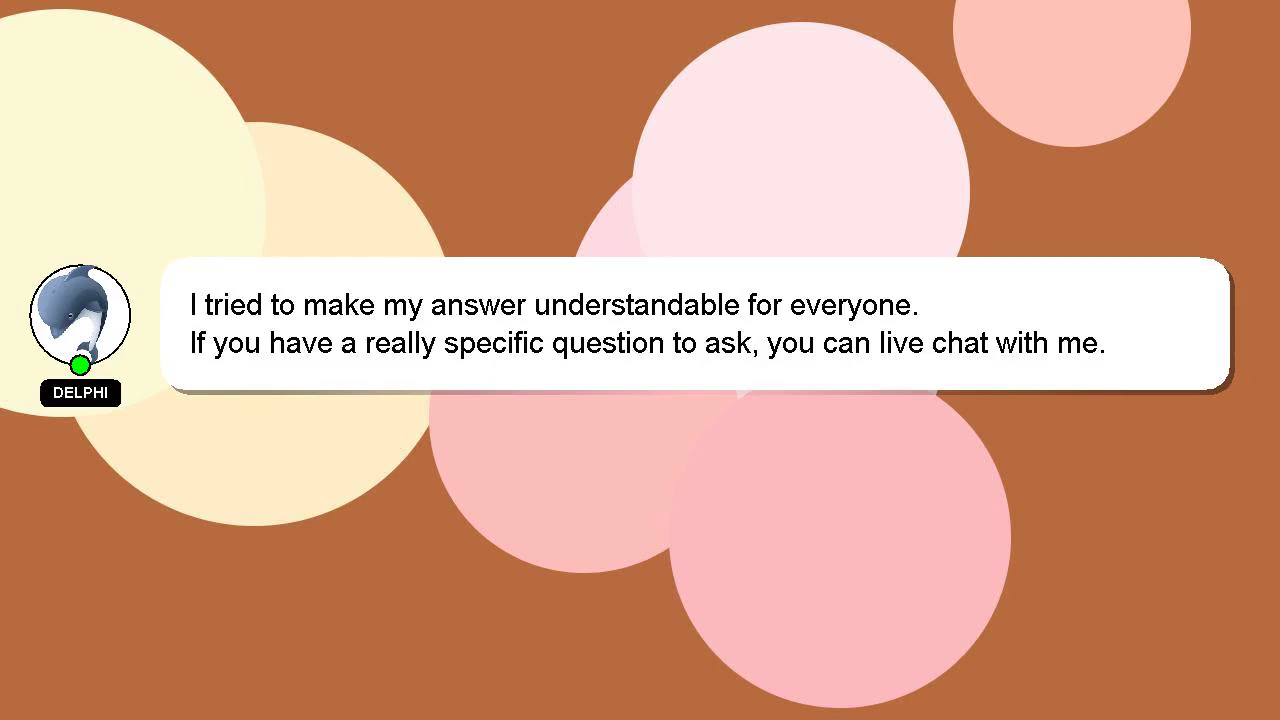 I tried to make my answer understandable for everyone.
If you have a really specific question to ask, you can live chat with me.
DELPHI